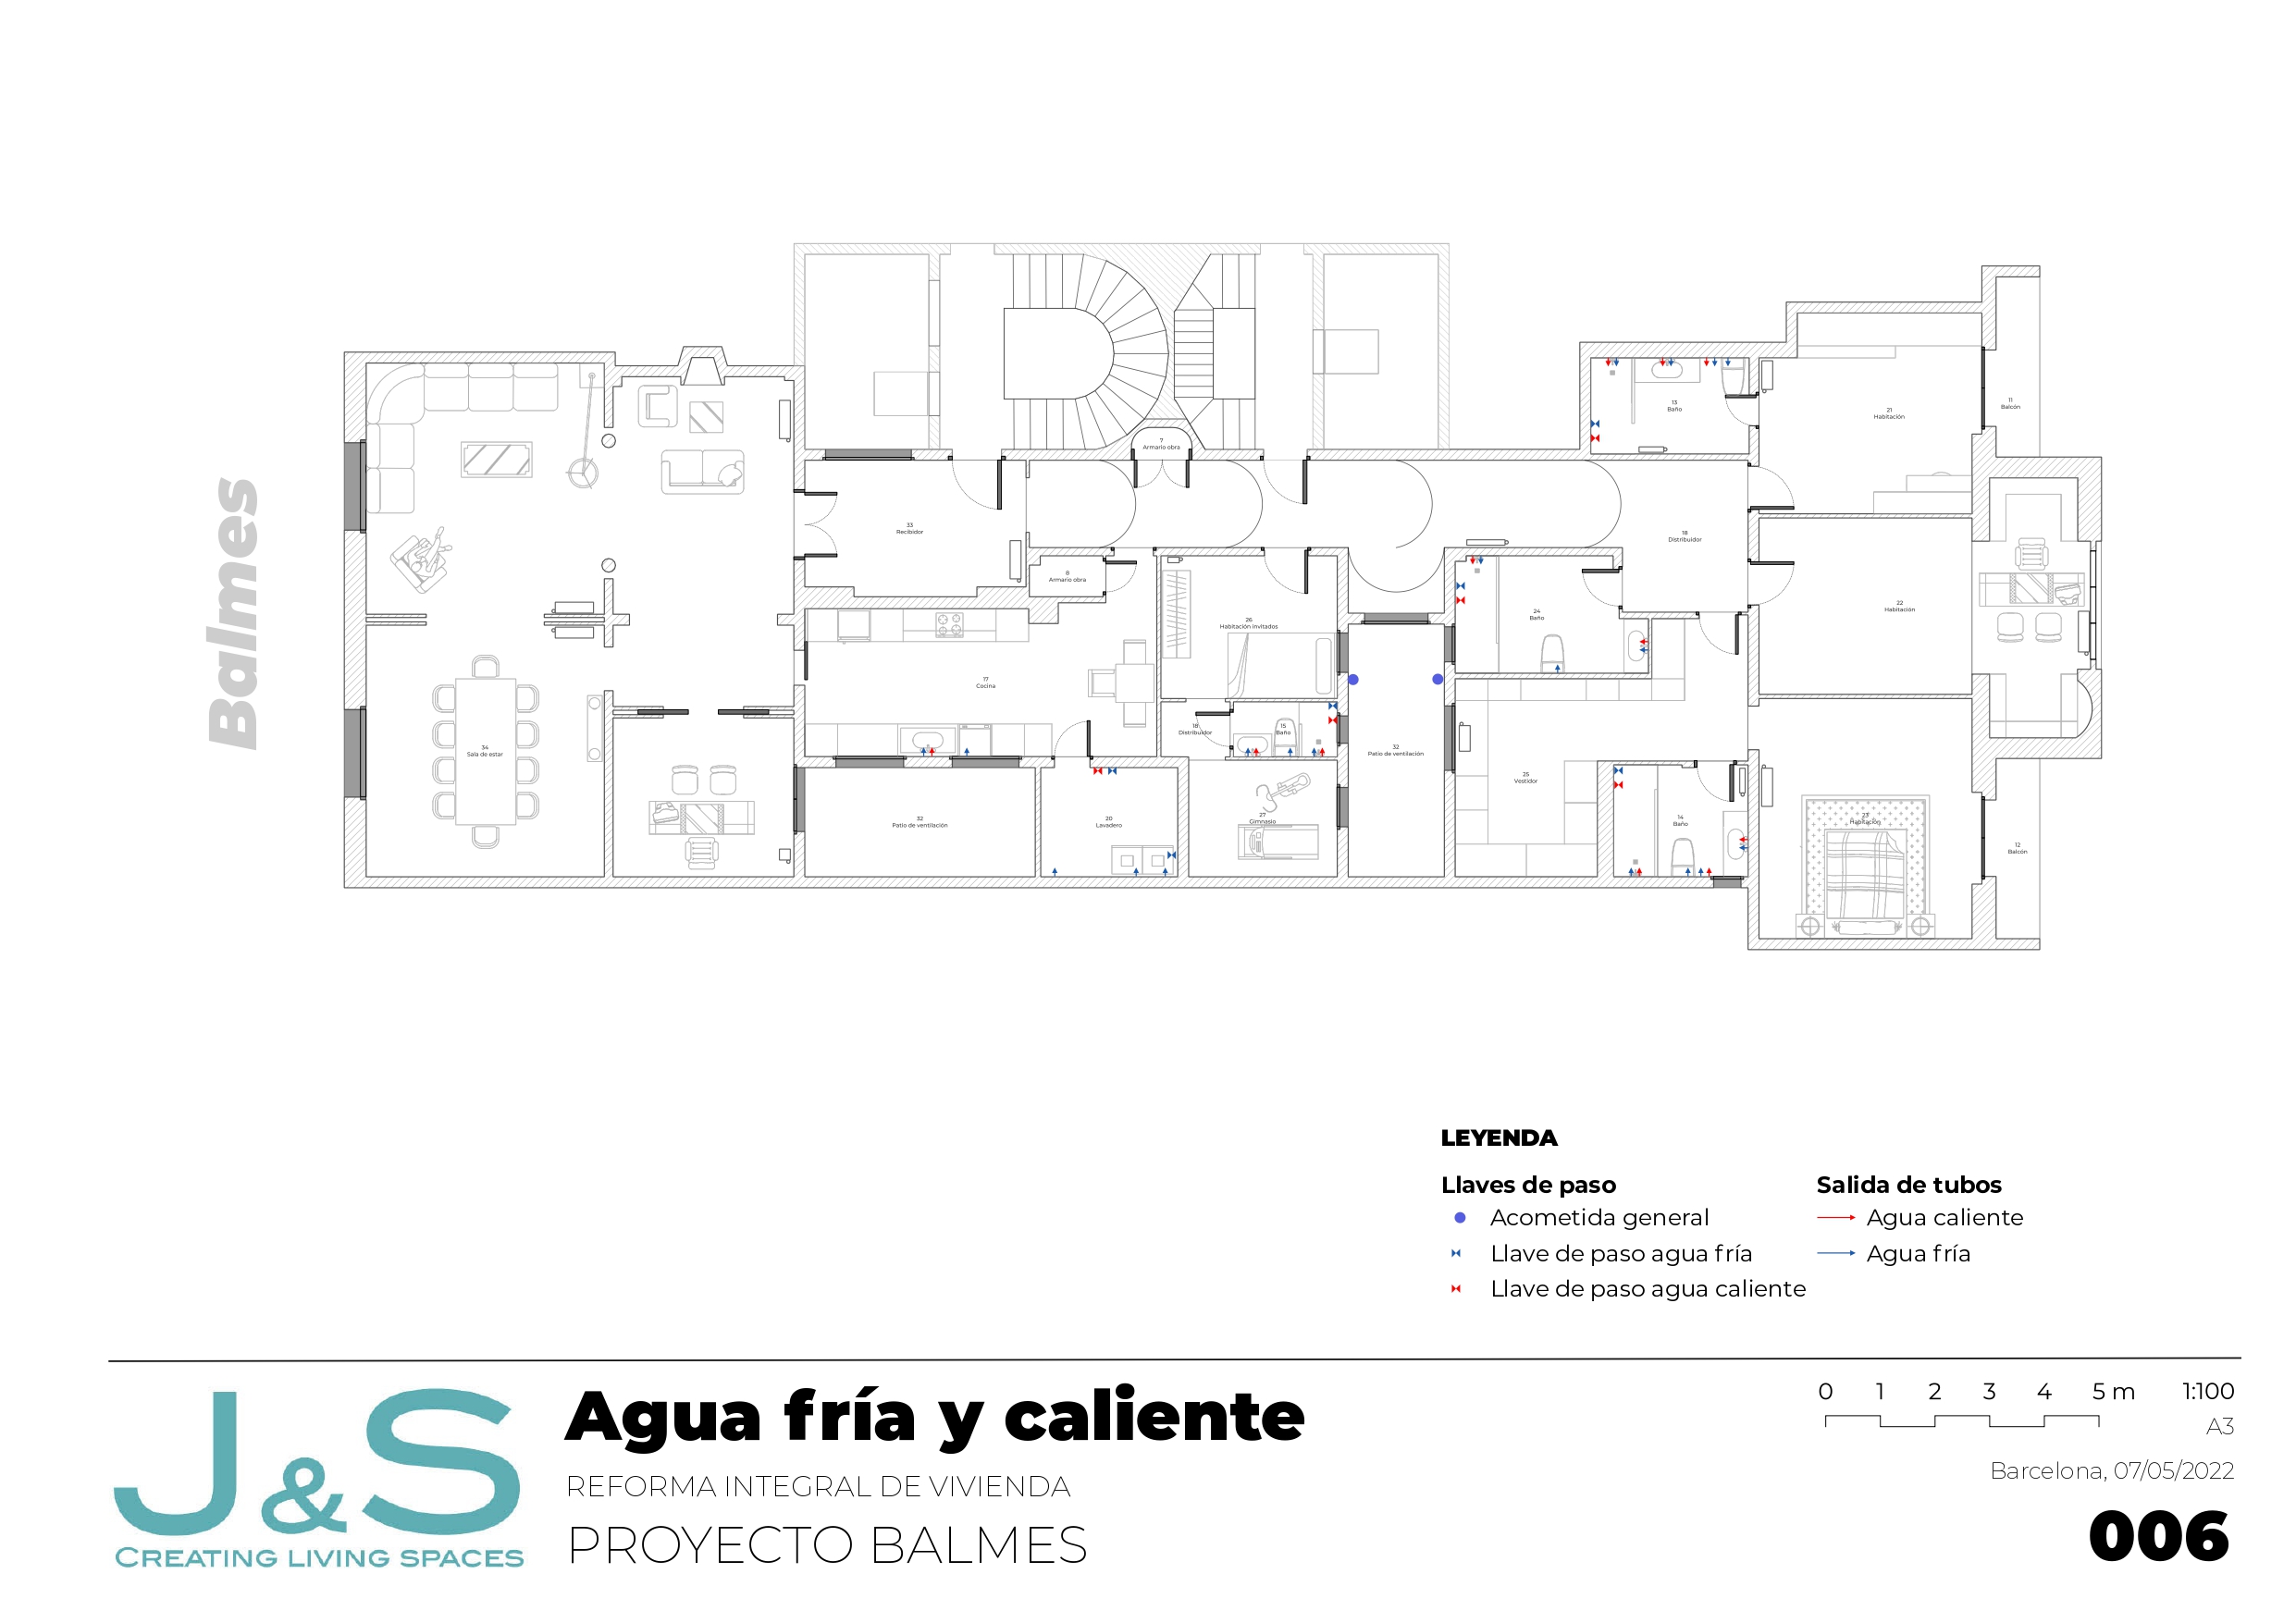 Balmes
7
Armario obra
13
Baño
21
Habitación
11
Balcón
33
Recibidor
18
Distribuidor
8
Armario obra
26
Habitación invitados
24
Baño
22
Habitación
17
Cocina
34
Sala de estar
16
Distribuidor
15
Baño
32
Patio de ventilación
25
Vestidor
32
Patio de ventilación
20
Lavadero
27
Gimnasio
14
Baño
23
Habitación
12
Balcón
LEYENDA
Llaves de paso
Acometida general
Llave de paso agua fría
Llave de paso agua caliente
Salida de tubos
Agua caliente
Agua fría
J&S
CREATING LIVING SPACES
Agua fría y caliente
REFORMA INTEGRAL DE VIVIENDA
PROYECTO BALMES
0 1 2 3 4 5 m 1:100
A3
Barcelona, 07/05/2022
006